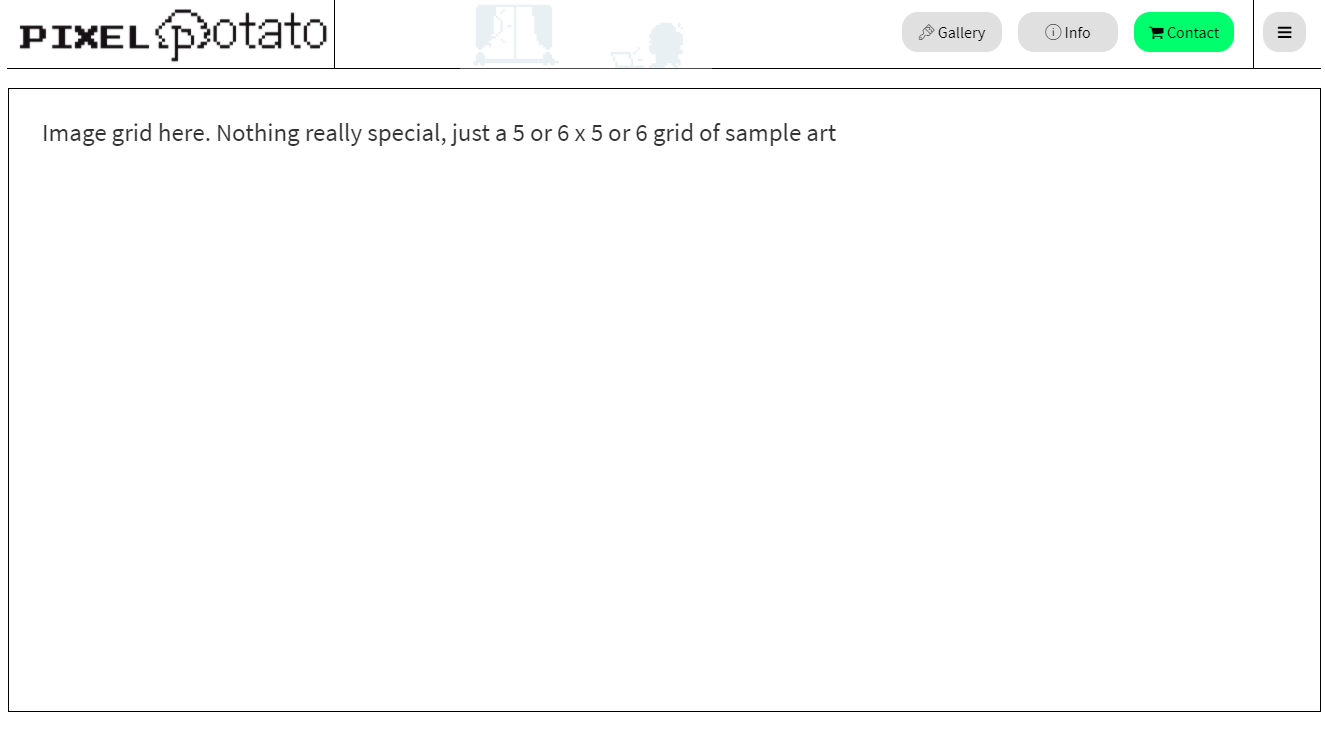 PIXEL potato
Gallery
Info
Contact
Image grid here. Nothing really special, just a 5 or 6 x 5 or 6 grid of sample art